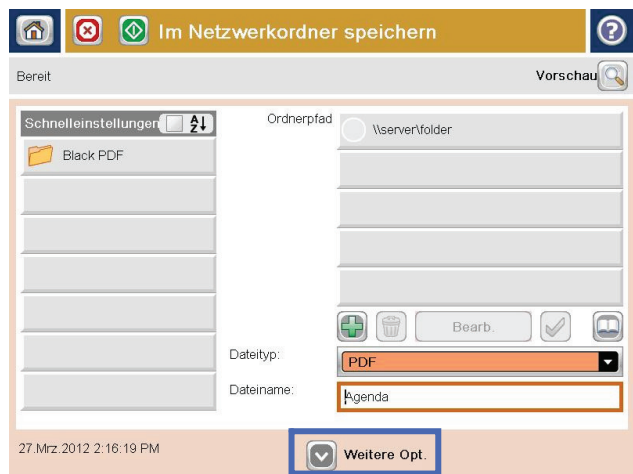 Im Netzwerkordner speichern
Bereit
Vorschau
Schnelleinstellungen
Ordnerpfad
\\server\folder
Black PDF
Bearb.
Dateityp:
PDF
Dateiname:
Agenda
27.Mrz.2012 2:16:19 PM
Weitere Opt.